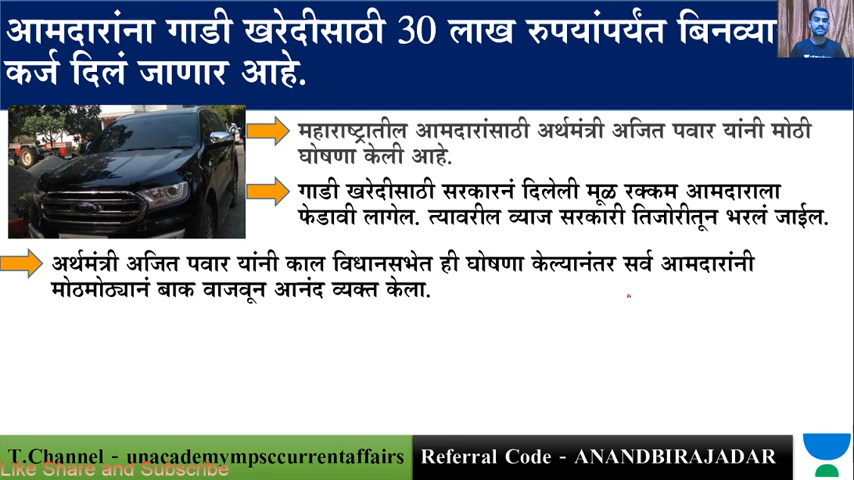 आमदारांना गाडी खरेदीसाठी 30 लाख रुपयांपर्यंत बिनव्या
कर्ज दिलं जाणार आहे.
महाराष्ट्रातील आमदारांसाठी अर्थमंत्री अजित पवार यांनी मोठी
घोषणा केली आहे.
गाडी खरेदीसाठी सरकारनं दिलेली मूळ रक्कम आमदाराला
फेडावी लागेल. त्यावरील व्याज सरकारी तिजोरीतून भरलं जाईल.
अर्थमंत्री अजित पवार यांनी काल विधानसभेत ही घोषणा केल्यानंतर सर्व आमदारांनी
मोठमोठ्यानं बाक वाजवून आनंद व्यक्त केला.
T.Channel - unacademympsccurrentaffairs
Referral Code - ANANDBIRAJADAR
Like Share and Subscribe